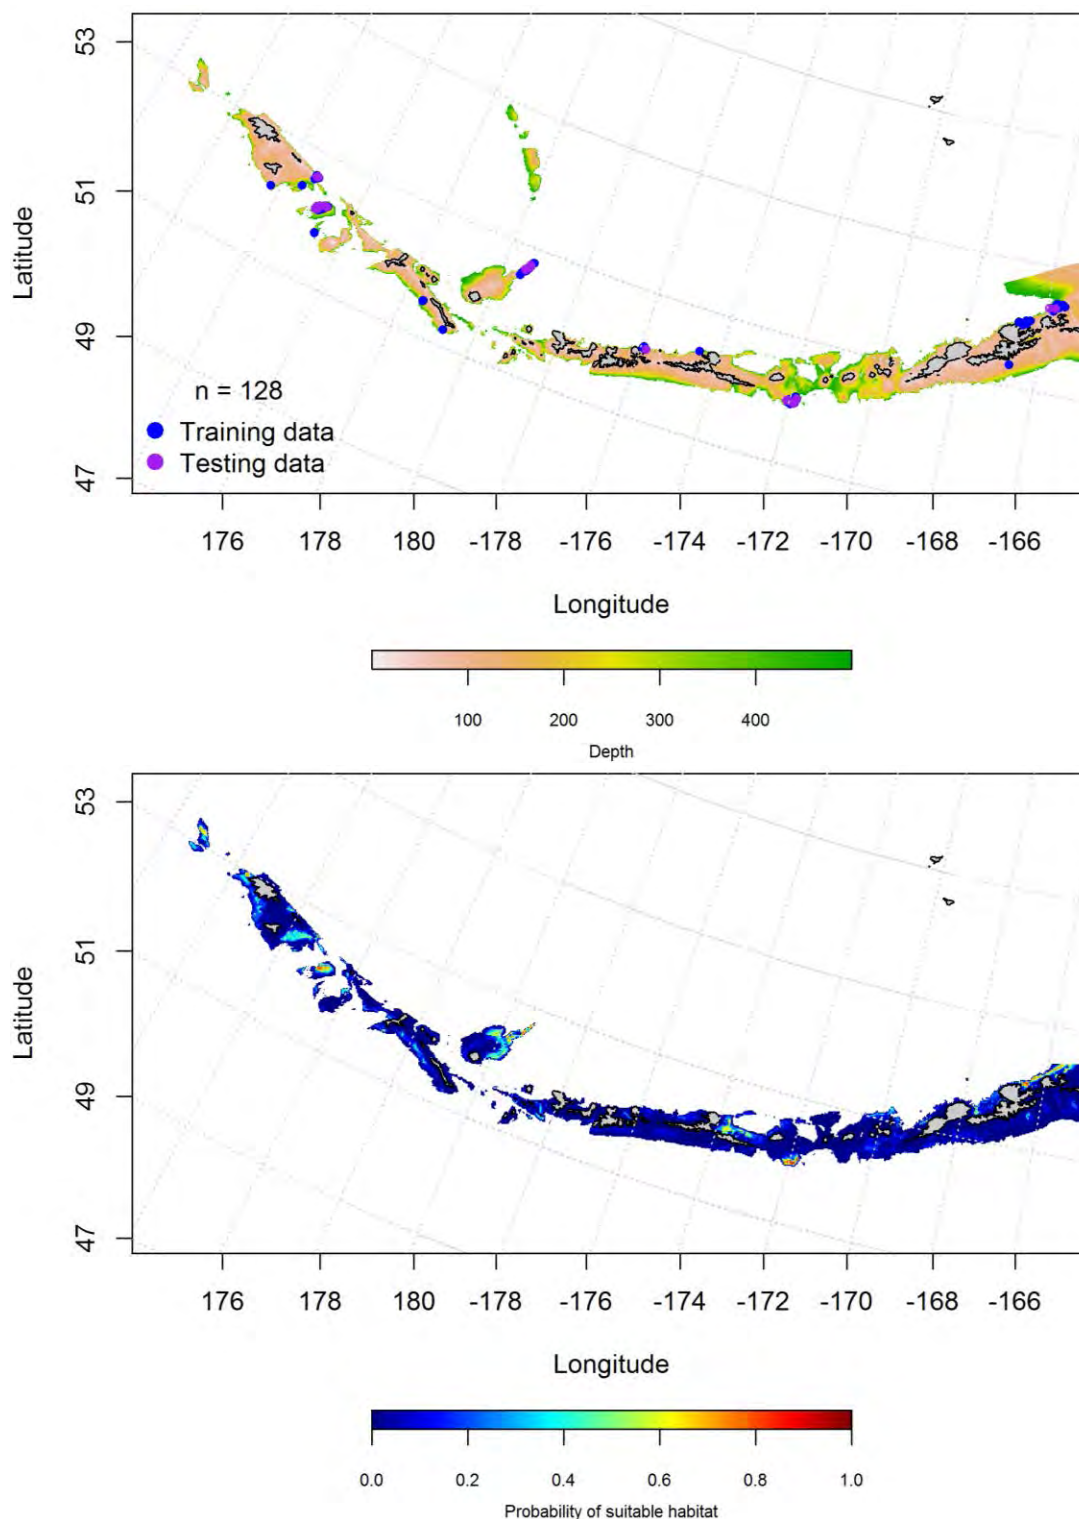 53
51
49
47
Latitude
n = 128
Training data
Testing data
176 178 180 -178 -176 -174 -172 -170 -168 -166
Longitude
100 200 300 400
Depth
53
51
49
47
Latitude
176 178 180 -178 -176 -174 -172 -170 -168 -166
Longitude
0.0 0.2 0.4 0.6 0.8 1.0
Probability of suitable habitat